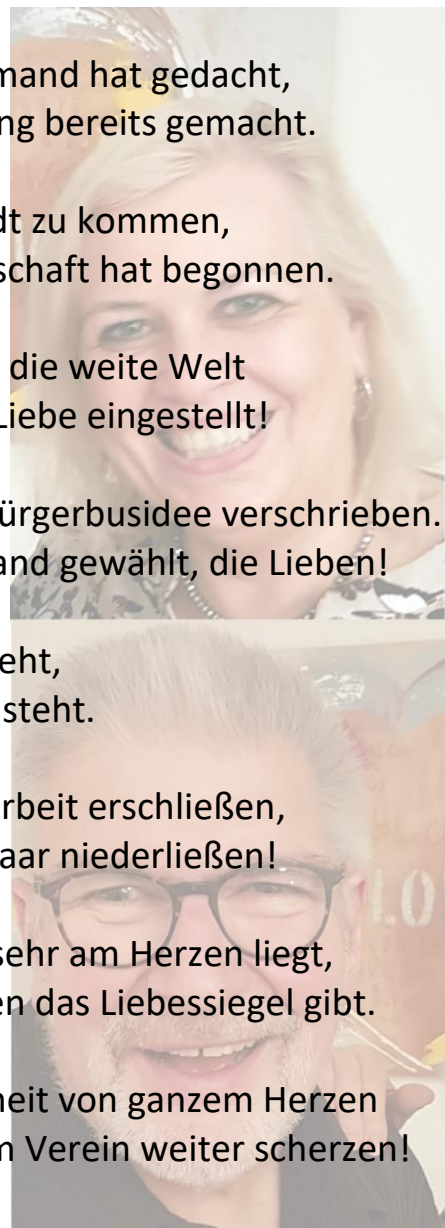 mand hat gedacht,
ng bereits gemacht.
dt zu kommen,
schaft hat begonnen.
die weite Welt
Liebe eingestellt!
ürgerbusidee verschrieben.
and gewählt, die Lieben!
eht,
steht.
rbeit erschließen,
aar niederließen!
sehr am Herzen liegt,
en das Liebessiegel gibt.
heit von ganzem Herzen
m Verein weiter scherzen!